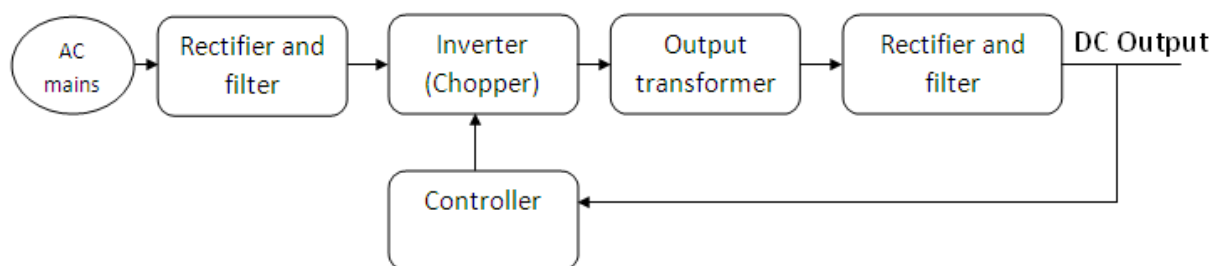 AC
mains
Rectifier and
filter
Inverter
(Chopper)
Output
transformer
Rectifier and
filter
DC Output
Controller